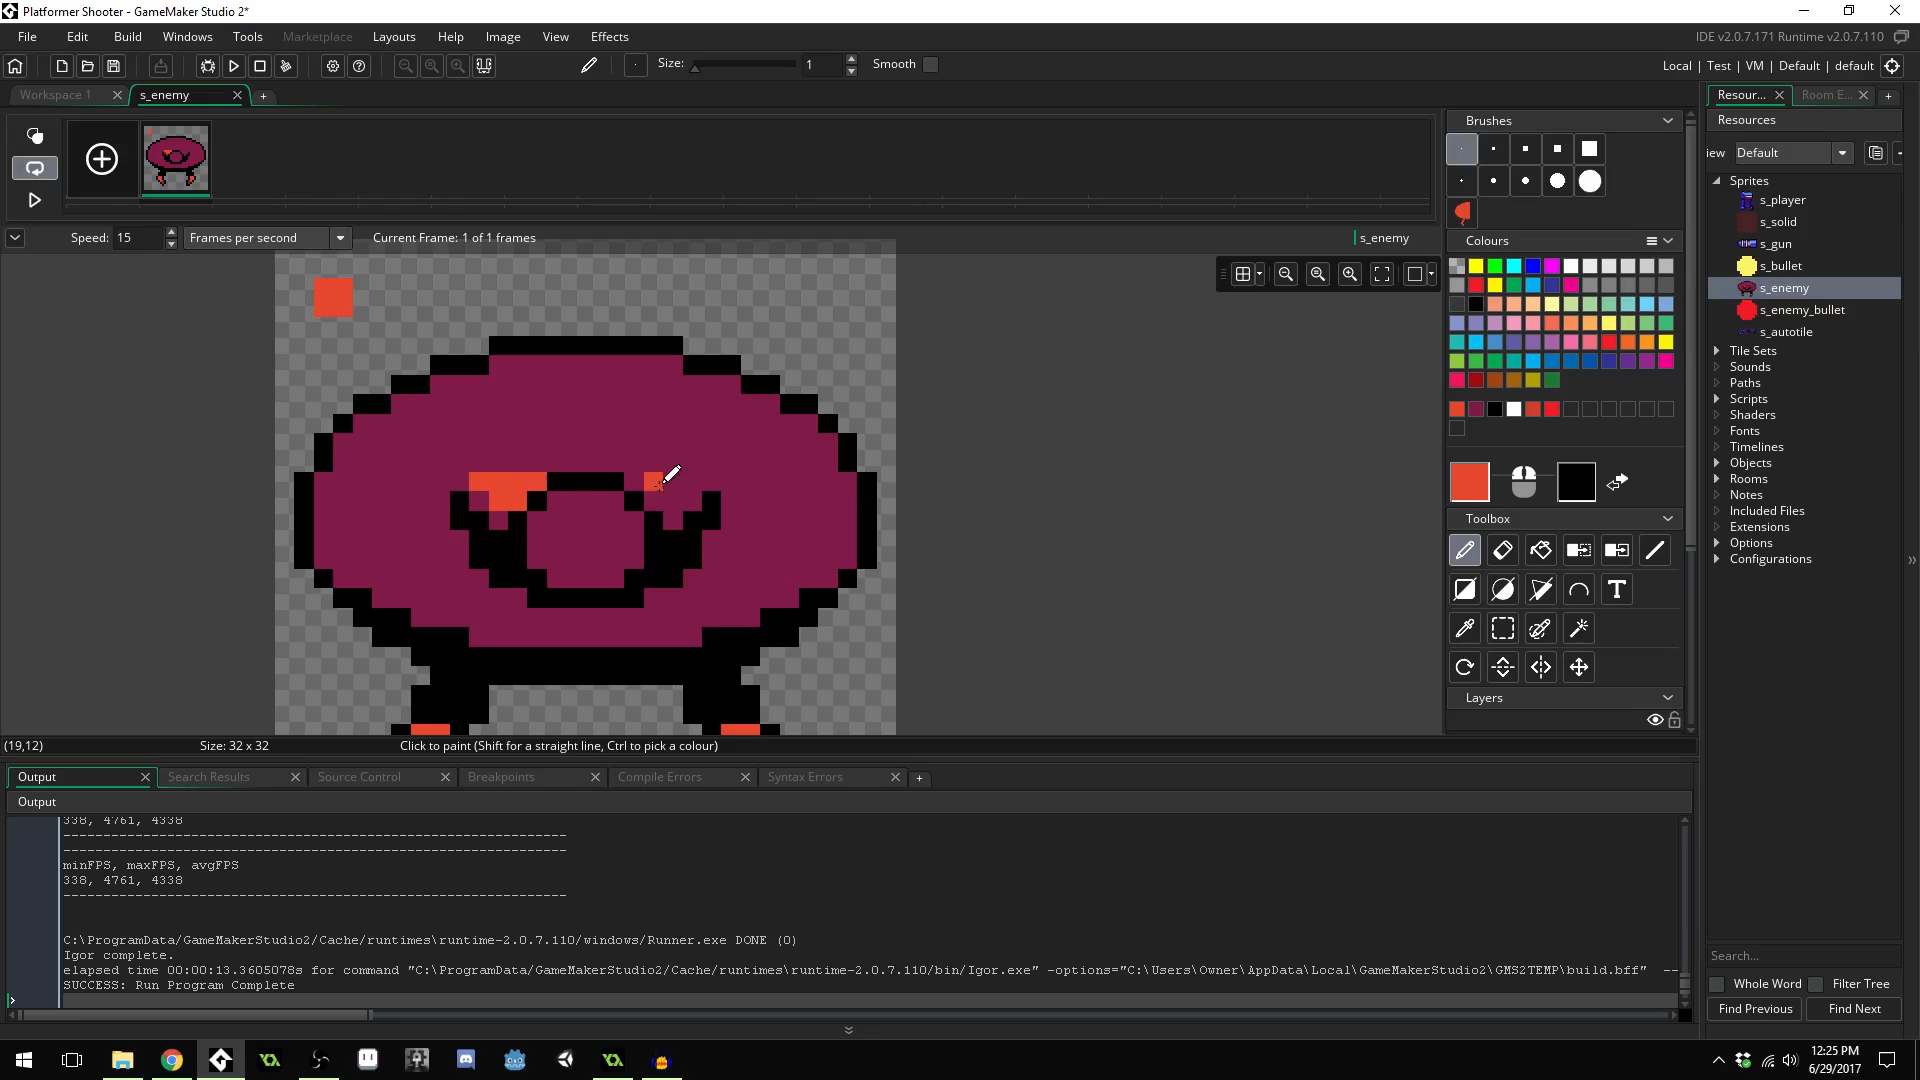 Platformer Shooter - GameMaker Studio 2*
File Edit Build Windows Tools Marketplace Layouts Help Image View Effects
IDE v2.0.7.171 Runtime v2.0.7.110
Size: 1 Smooth
Local | Test | VM | Default | default
Workspace 1
s_enemy
Resour...
Room E...
Brushes
Resources
iew Default
Sprites
s_player
s_solid
s_gun
s_bullet
s_enemy
s_enemy_bullet
s_autotile
Tile Sets
Sounds
Paths
Scripts
Shaders
Fonts
Timelines
Objects
Rooms
Notes
Included Files
Extensions
Options
Configurations
Speed: 15 Frames per second Current Frame: 1 of 1 frames s_enemy
Colours
Toolbox
T
Layers
(19,12) Size: 32 x 32 Click to paint (Shift for a straight line, Ctrl to pick a colour)
Output Search Results Source Control Breakpoints Compile Errors Syntax Errors
Output
338, 4761, 4338
------------------------------------------------------------
------------------------------------------------------------
minFPS, maxFPS, avgFPS
338, 4761, 4338
------------------------------------------------------------
C:\ProgramData/GameMakerStudio2/Cache/runtimes\runtime-2.0.7.110/windows/Runner.exe DONE (0)
Igor complete.
elapsed time 00:00:13.3605078s for command "C:\ProgramData/GameMakerStudio2/Cache/runtimes\runtime-2.0.7.110/bin/Igor.exe" -options="C:\Users\Owner\AppData\Local\GameMakerStudio2\GMS2TEMP\build.bff" --
SUCCESS: Run Program Complete
Search...
Whole Word Filter Tree
Find Previous Find Next
12:25 PM
6/29/2017